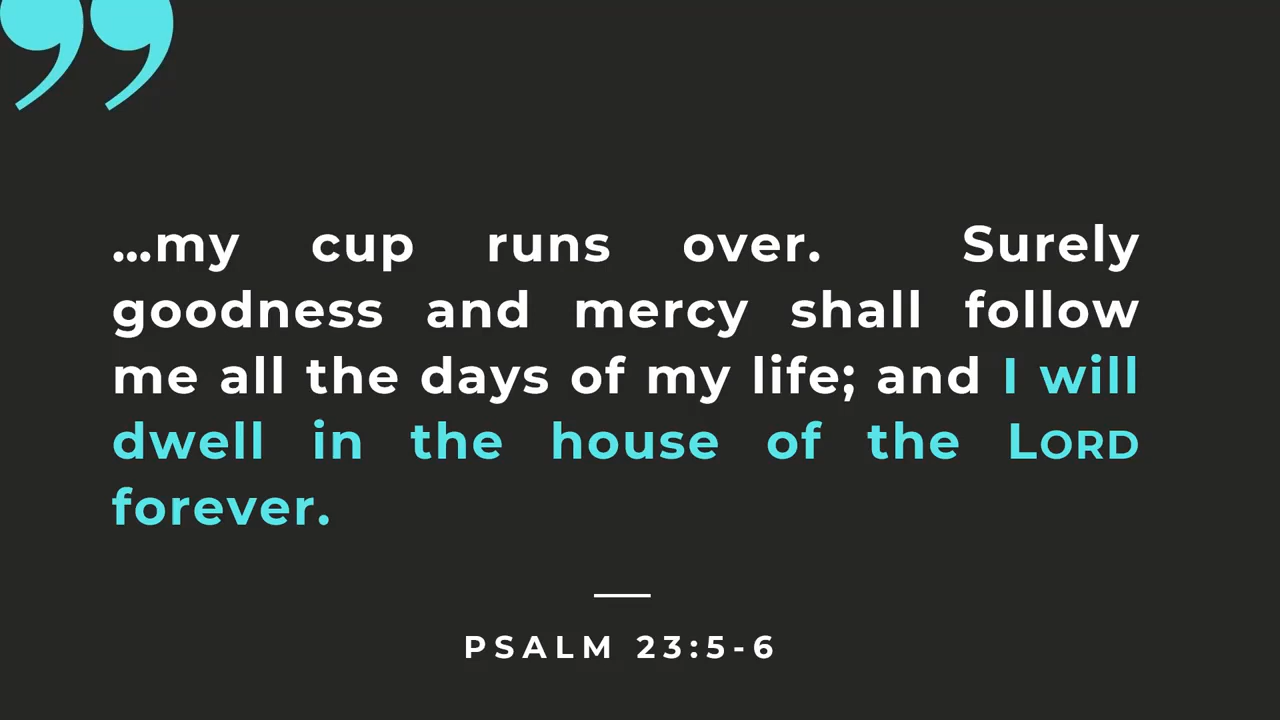 …my cup runs over. Surely
goodness and mercy shall follow
me all the days of my life; and I will
dwell in the house of the LORD
forever.
PSALM 23:5-6